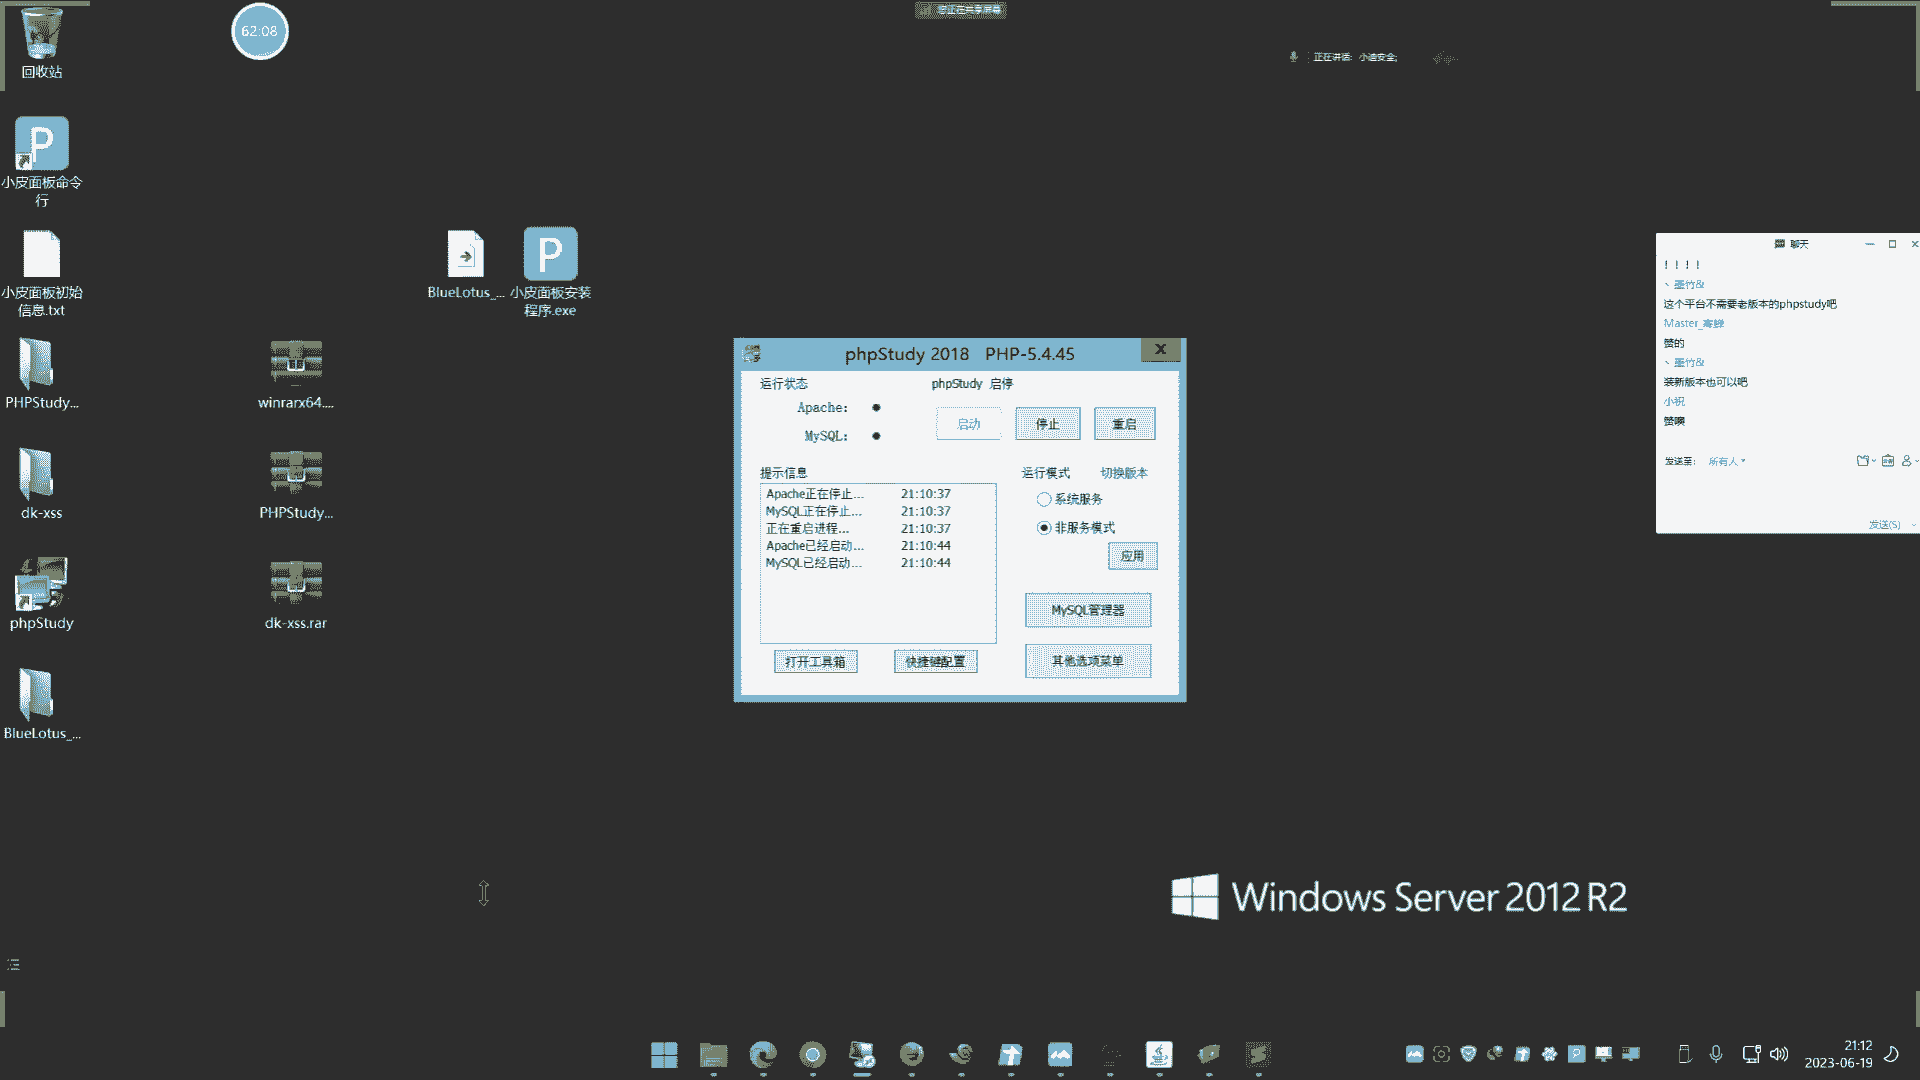 62:08
您正在共享屏幕
正在讲话: 小迪安全;
回收站
小皮面板命令
行
小皮面板初始
信息.txt
BlueLotus_...
小皮面板安装
程序.exe
PHPStudy...
winrarx64....
dk-xss
PHPStudy...
phpStudy
dk-xss.rar
BlueLotus_...
phpStudy 2018 PHP-5.4.45
X
运行状态
phpStudy 启停
Apache:
MySQL:
启动
停止
重启
提示信息
运行模式
切换版本
Apache正在停止... 21:10:37
MySQL正在停止... 21:10:37
正在重启进程... 21:10:37
Apache已经启动... 21:10:44
MySQL已经启动... 21:10:44
系统服务
非服务模式
应用
MySQL管理器
其他选项菜单
打开工具箱
快捷键配置
聊天
！！！！
丶墨竹&
这个平台不需要老版本的phpstudy吧
赞的
丶墨竹&
装新版本也可以吧
小祝
赞噢
发送至: 所有人
发送(S)
Windows Server 2012 R2
21:12
2023-06-19